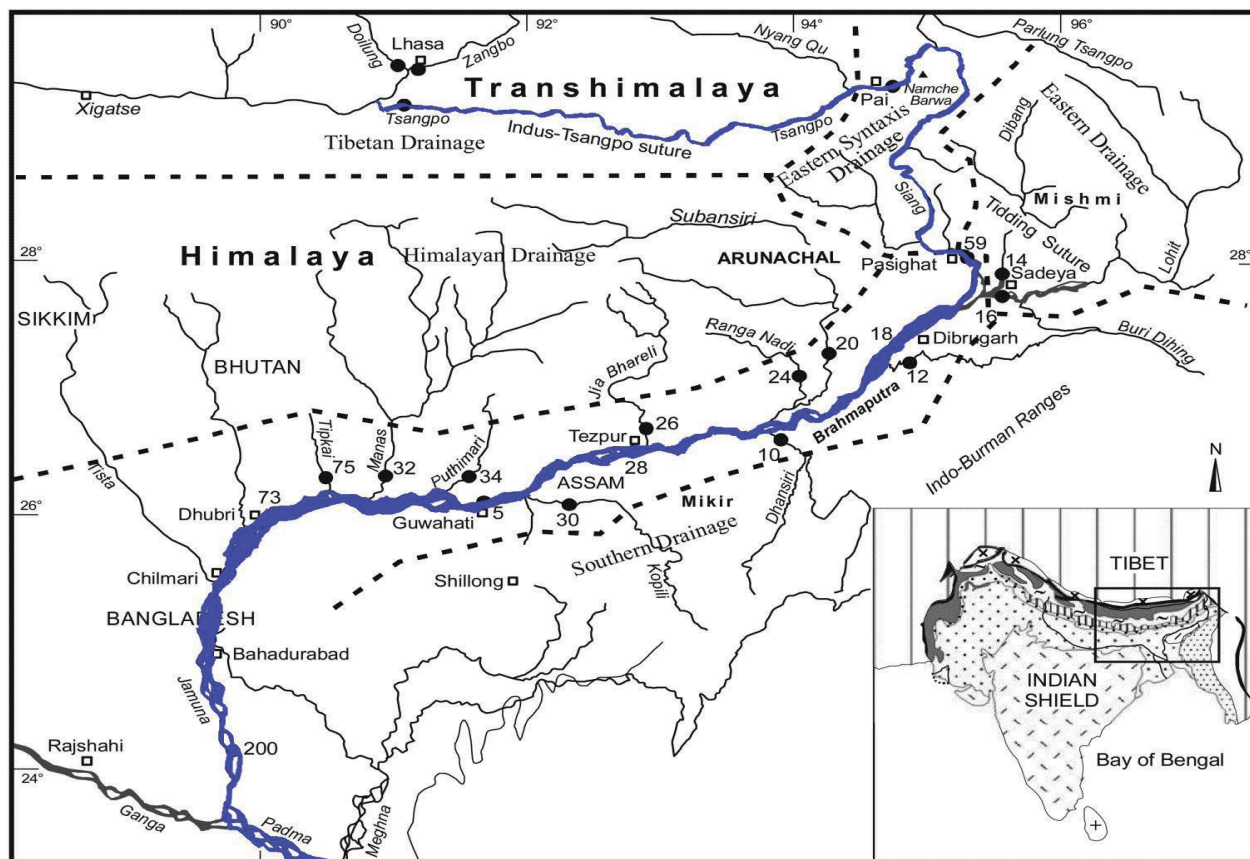 90°
92°
94°
96°
Doilung
Lhasa
Zangbo
Nyang Qu
Parlung Tsangpo
Xigatse
Transhimalaya
Pai
Namche
Barwa
Tsangpo
Indus-Tsangpo suture
Tsangpo
Tibetan Drainage
Eastern Syntaxis
Drainage
Dibang
Eastern Drainage
Siang
Mishmi
Tidding Suture
Subansiri
Himalaya
Himalayan Drainage
ARUNACHAL
28°
28°
Pasighat
59
14
Sadeya
Lohit
16
SIKKIM
BHUTAN
Ranga Nadi
20
18
Dibrugarh
Buri Dihing
Jia Bhareli
24
12
Tista
Tipkai
Manas
Puthimari
26
Tezpur
28
10
Brahmaputra
Indo-Burman Ranges
N
75
32
34
26°
73
Dhubri
Guwahati
5
ASSAM
30
Mikir
Dhansiri
Southern Drainage
Kopili
Chilmari
Shillong
BANGLADESH
Bahadurabad
Jamuna
TIBET
INDIAN
SHIELD
Bay of Bengal
Rajshahi
200
24°
Ganga
Padma
Meghna